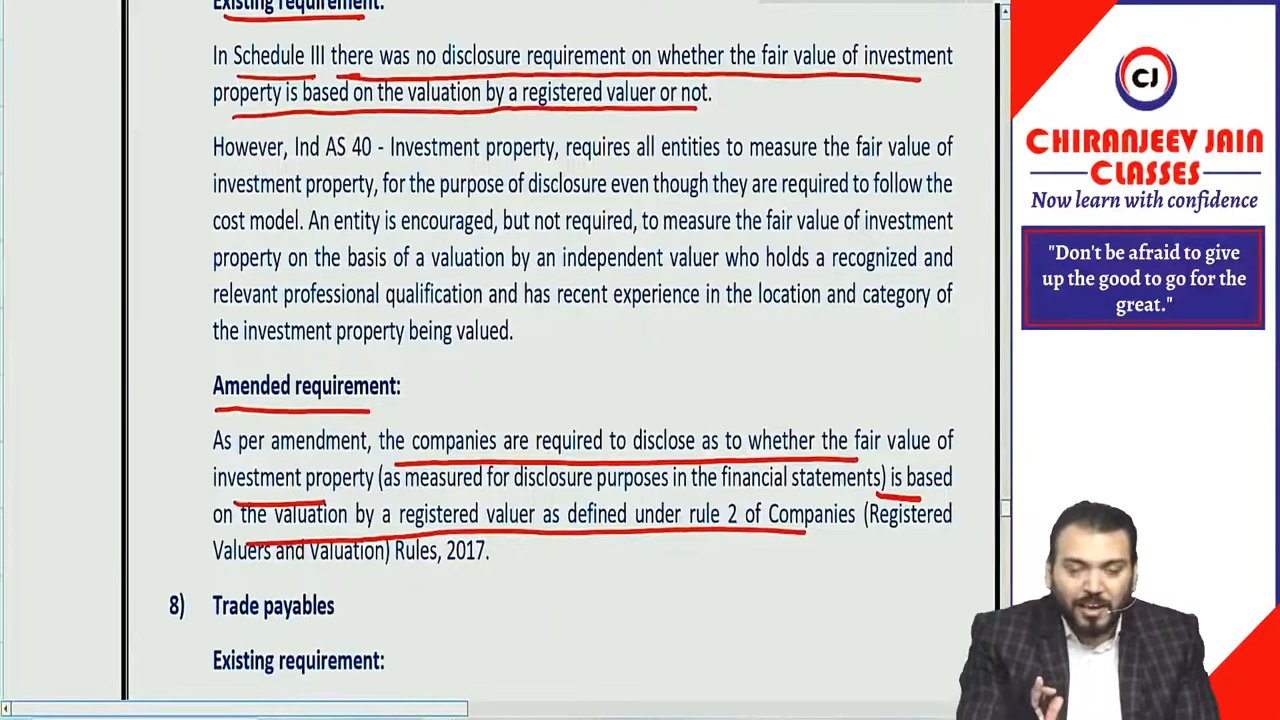 Existing requirement:
In Schedule III there was no disclosure requirement on whether the fair value of investment
property is based on the valuation by a registered valuer or not.
However, Ind AS 40 - Investment property, requires all entities to measure the fair value of
investment property, for the purpose of disclosure even though they are required to follow the
cost model. An entity is encouraged, but not required, to measure the fair value of investment
property on the basis of a valuation by an independent valuer who holds a recognized and
relevant professional qualification and has recent experience in the location and category of
the investment property being valued.
Amended requirement:
As per amendment, the companies are required to disclose as to whether the fair value of
investment property (as measured for disclosure purposes in the financial statements) is based
on the valuation by a registered valuer as defined under rule 2 of Companies (Registered
Valuers and Valuation) Rules, 2017.
8) Trade payables
Existing requirement:
CJ
CHIRANJEEV JAIN
CLASSES
Now learn with confidence
"Don't be afraid to give
up the good to go for the
great."